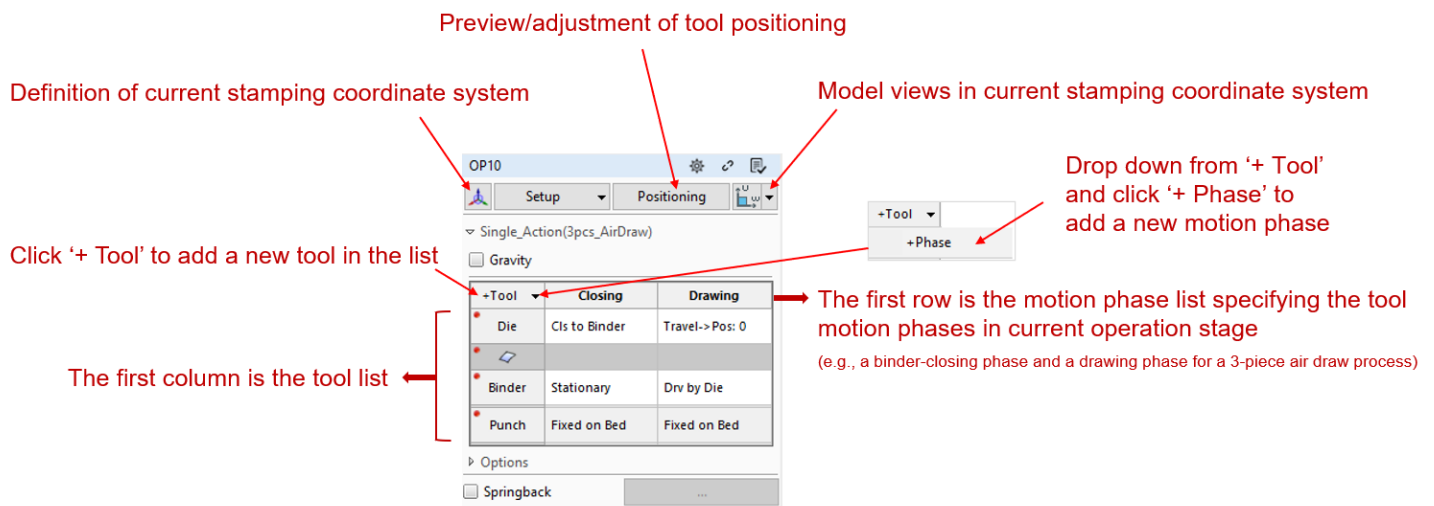 Preview/adjustment of tool positioning
Definition of current stamping coordinate system
Model views in current stamping coordinate system
OP10
Setup
Positioning
U
W
Single_Action(3pcs_AirDraw)
Gravity
Click ‘+ Tool’ to add a new tool in the list
+Tool
+Phase
Drop down from ‘+ Tool’
and click ‘+ Phase’ to
add a new motion phase
+Tool Closing Drawing
Die Cls to Binder Travel->Pos: 0
Binder Stationary Drv by Die
Punch Fixed on Bed Fixed on Bed
The first row is the motion phase list specifying the tool
motion phases in current operation stage
(e.g., a binder-closing phase and a drawing phase for a 3-piece air draw process)
The first column is the tool list
Options
Springback
...